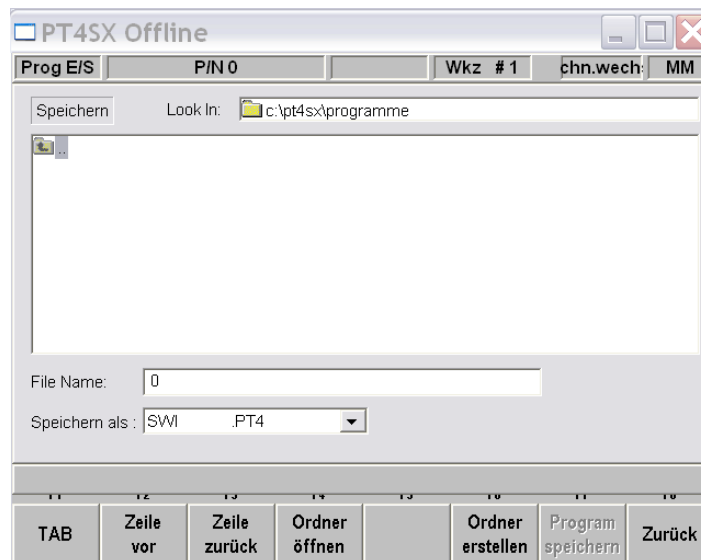 PT4SX Offline
Prog E/S P/N 0 Wkz # 1 chn.wech MM
Speichern Look In: c:\pt4sx\programme
..
File Name: 0
Speichern als : SWI .PT4
TAB Zeile vor Zeile zurück Ordner öffnen Ordner erstellen Program speichern Zurück